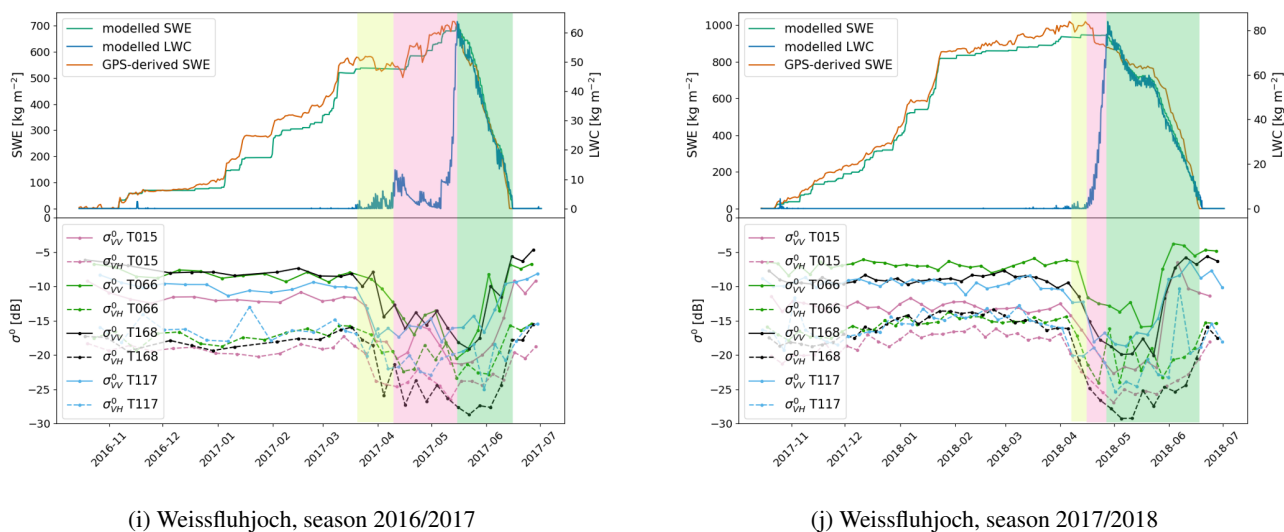 modelled SWE
modelled LWC
GPS-derived SWE
SWE [kg m⁻²]
700
600
500
400
300
200
100
0
LWC [kg m⁻²]
60
50
40
30
20
10
0
σ⁰ [dB]
0
−5
−10
−15
−20
−25
−30
σ⁰VV T015
σ⁰VH T015
σ⁰VV T066
σ⁰VH T066
σ⁰VV T168
σ⁰VH T168
σ⁰VV T117
σ⁰VH T117
2016-11
2016-12
2017-01
2017-02
2017-03
2017-04
2017-05
2017-06
2017-07
(i) Weissfluhjoch, season 2016/2017
modelled SWE
modelled LWC
GPS-derived SWE
SWE [kg m⁻²]
1000
800
600
400
200
0
LWC [kg m⁻²]
80
60
40
20
0
σ⁰ [dB]
0
−5
−10
−15
−20
−25
−30
σ⁰VV T015
σ⁰VH T015
σ⁰VV T066
σ⁰VH T066
σ⁰VV T168
σ⁰VH T168
σ⁰VV T117
σ⁰VH T117
2017-11
2017-12
2018-01
2018-02
2018-03
2018-04
2018-05
2018-06
2018-07
(j) Weissfluhjoch, season 2017/2018